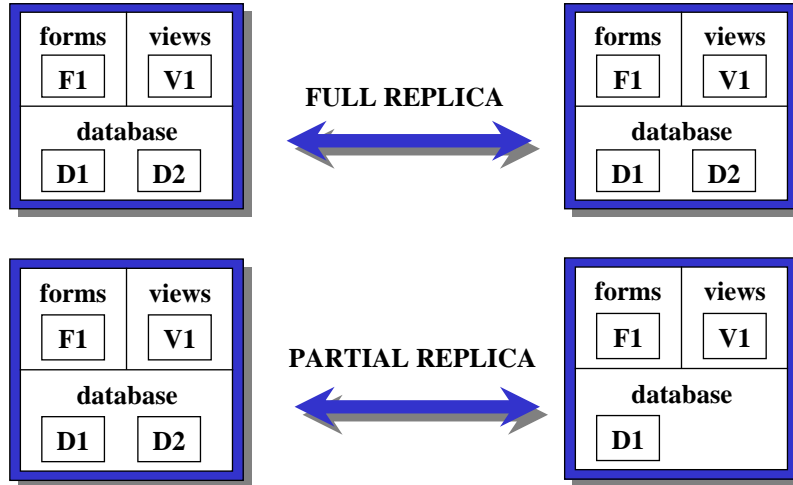 forms views forms views
F1 V1 F1 V1
FULL REPLICA
database database
D1 D2 D1 D2
forms views forms views
F1 V1 F1 V1
PARTIAL REPLICA
database database
D1 D2 D1